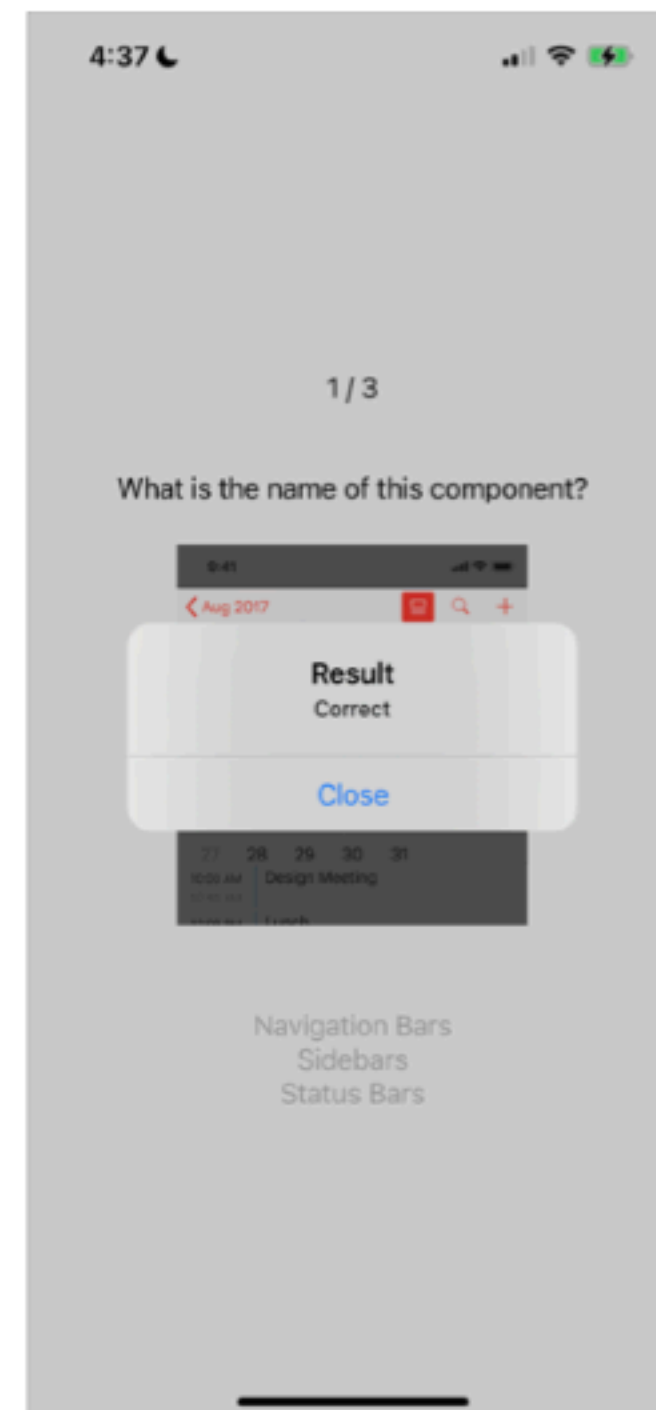 4:37
1 / 3
What is the name of this component?
9:41
Aug 2017
Result
Correct
Close
27 28 29 30 31
10:00 AM Design Meeting
Lunch
Navigation Bars
Sidebars
Status Bars